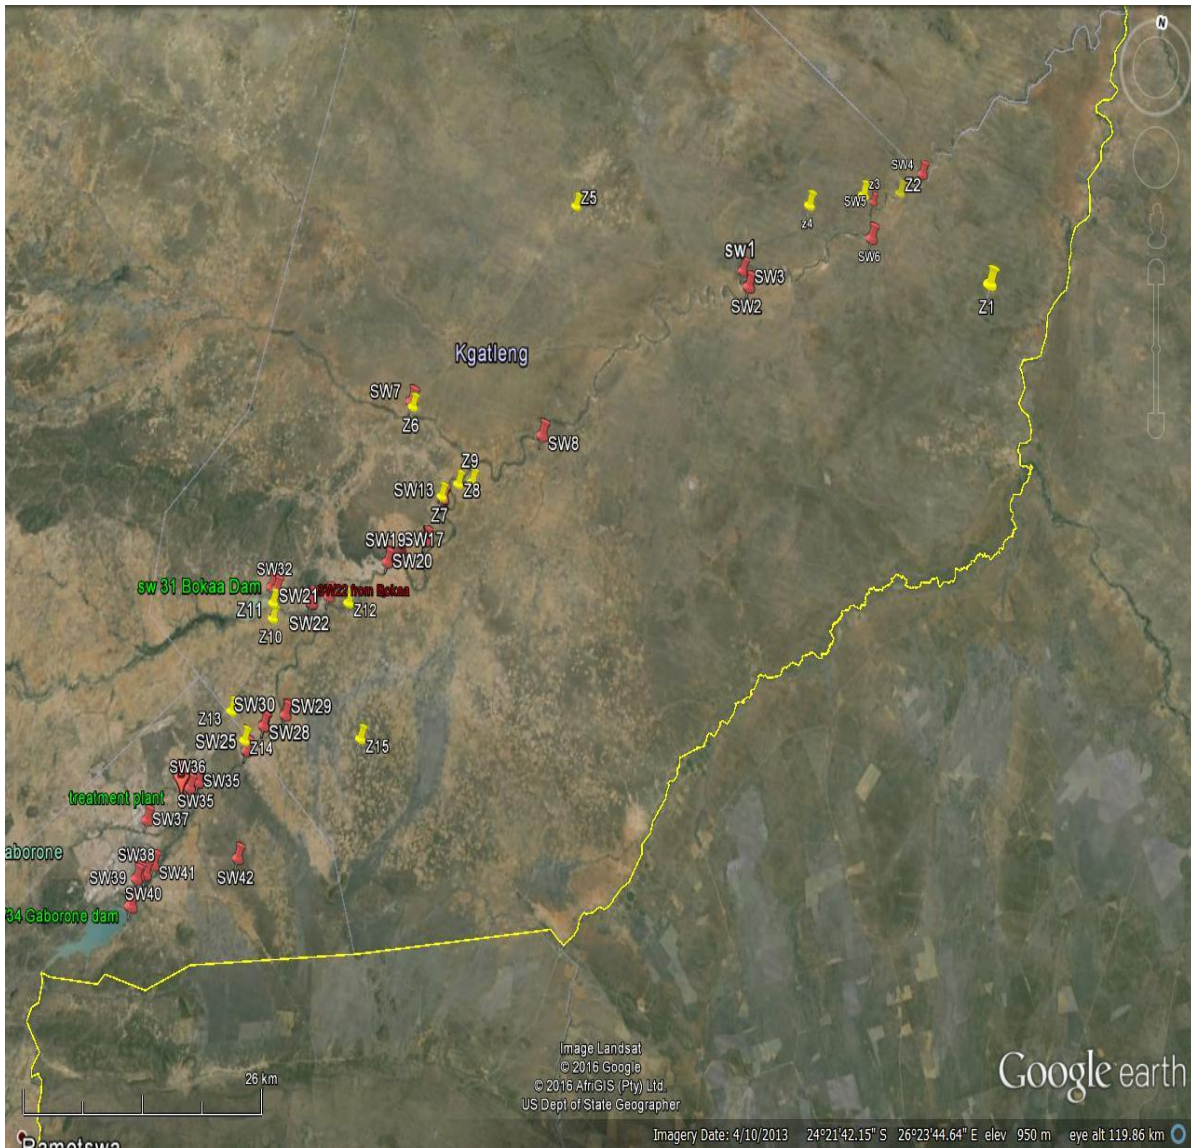 N
SW4
z3
Z2
Z5
SW5
z4
sw1
SW6
SW3
SW2
Z1
Kgatleng
SW7
Z6
SW8
Z9
SW13
Z8
Z7
SW19
SW17
SW20
SW32
sw 31 Bokaa Dam
SW22 from Bokaa
SW21
Z11
Z12
SW22
Z10
SW30
SW29
Z13
SW28
SW25
Z14
Z15
SW36
SW35
treatment plant
SW35
SW37
aborone
SW38
SW41
SW39
SW42
SW40
34 Gaborone dam
Image Landsat
© 2016 Google
© 2016 AfriGIS (Pty) Ltd.
US Dept of State Geographer
Google earth
26 km
Ramotswa
Imagery Date: 4/10/2013 24°21'42.15" S 26°23'44.64" E elev 950 m eye alt 119.86 km